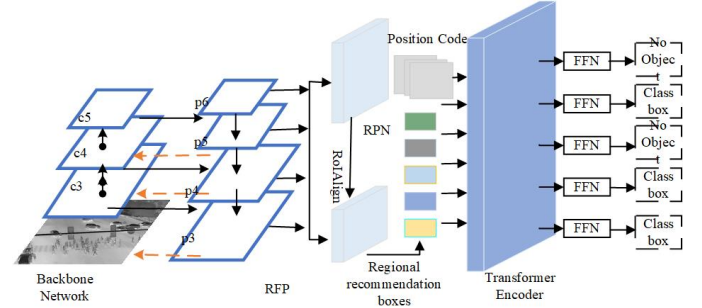 Position Code
No
Objec
t
FFN
p6
c5
Class
box
FFN
RPN
p5
c4
No
Objec
t
FFN
RoIAlign
c3
p4
Class
box
FFN
p3
Class
box
FFN
Backbone
Network
RFP
Regional
recommendation
boxes
Transformer
Encoder